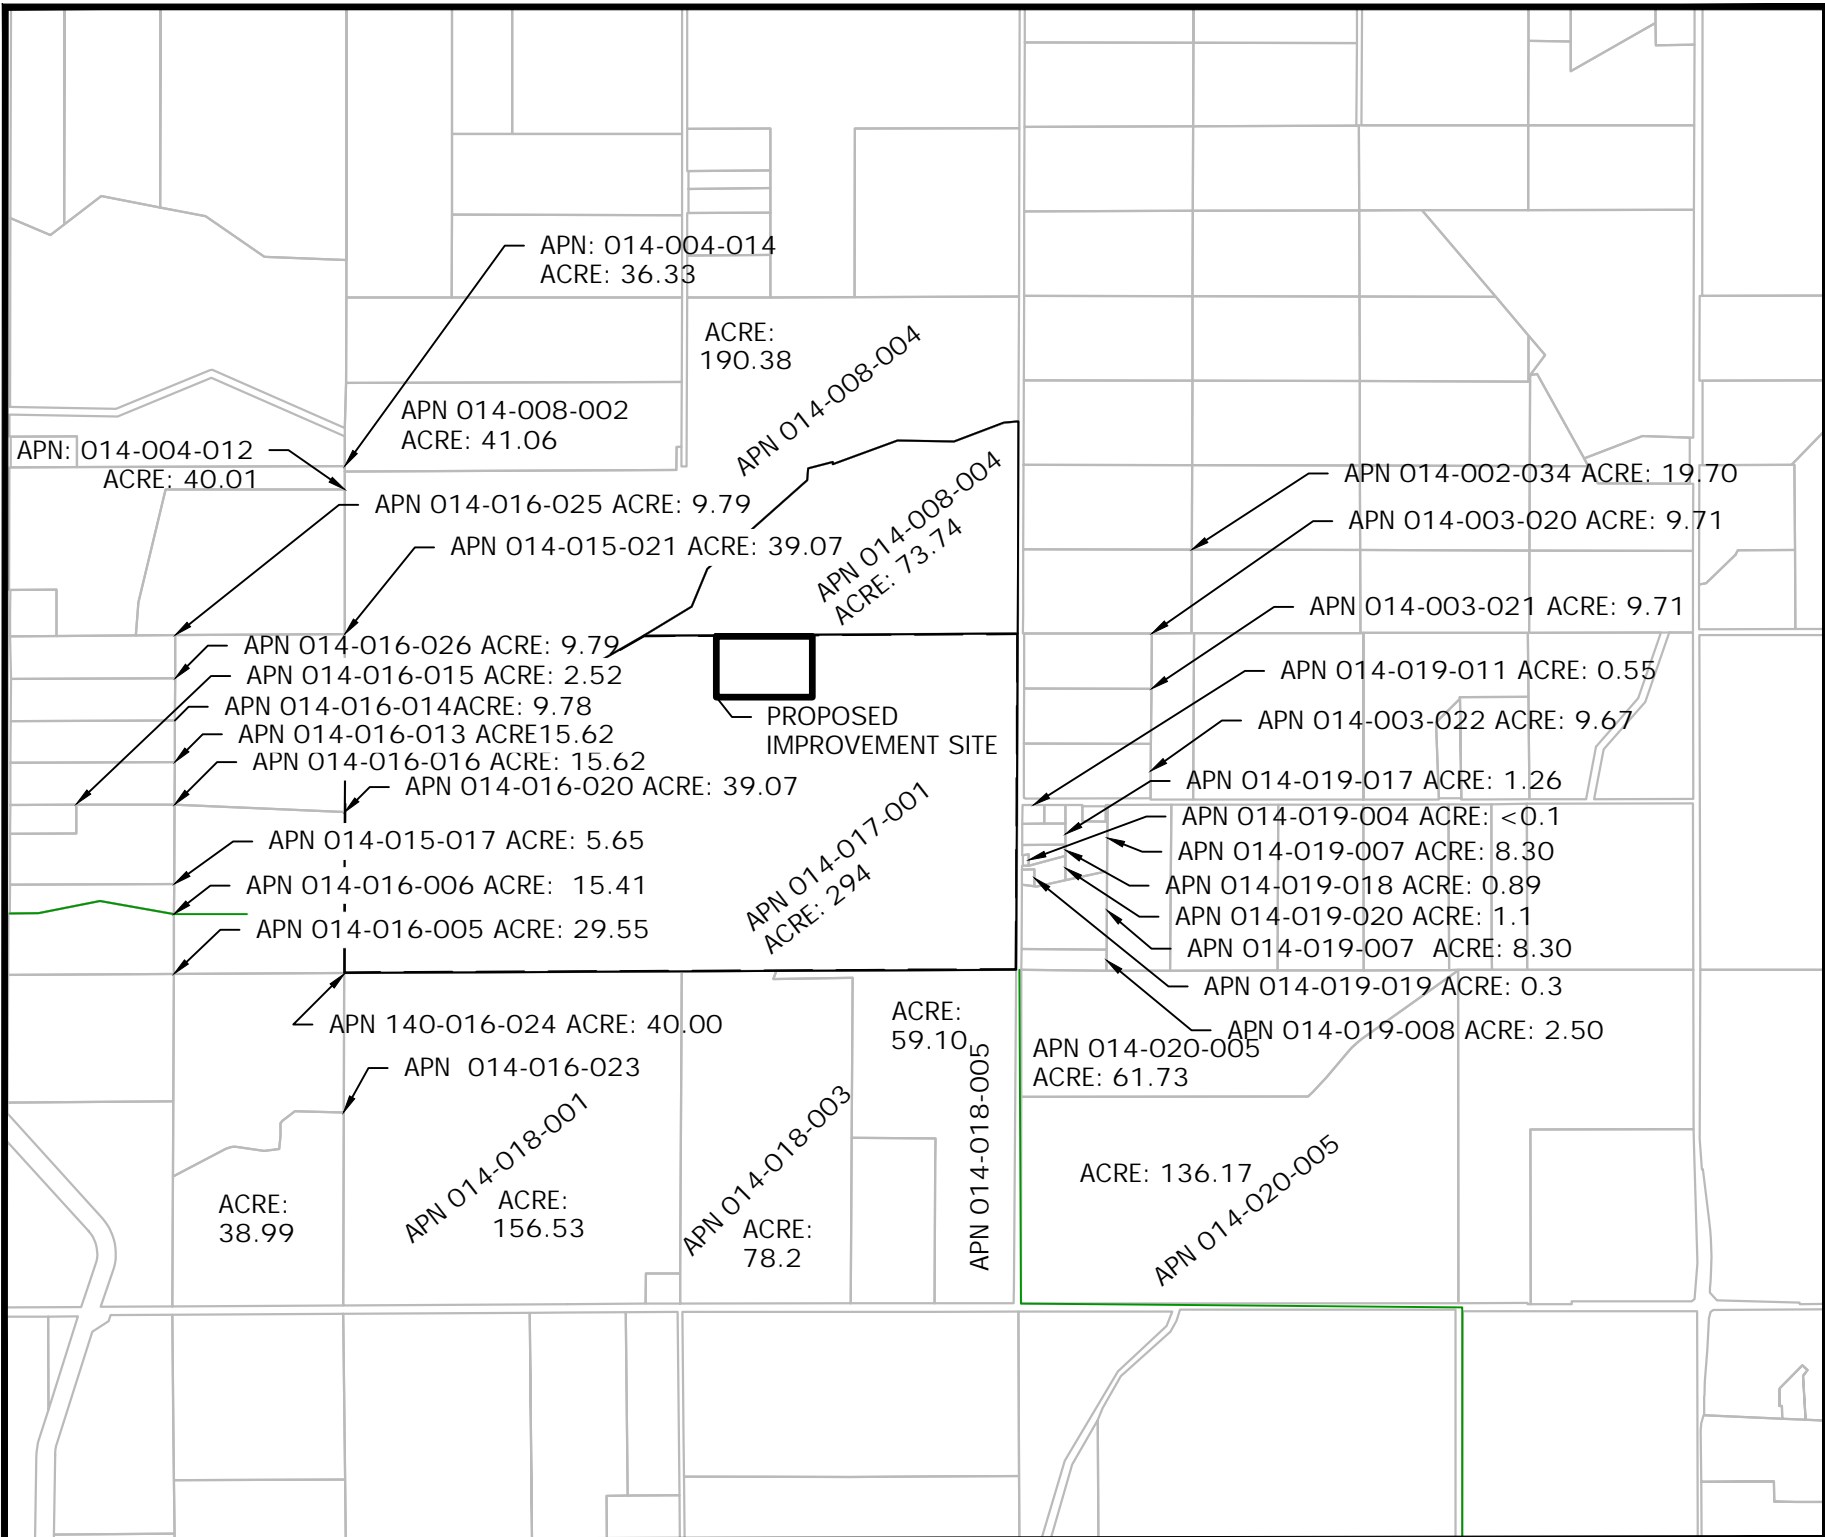 APN: 014-004-014
ACRE: 36.33
ACRE:
190.38
APN 014-008-004
APN 014-008-002
ACRE: 41.06
APN: 014-004-012
ACRE: 40.01
APN 014-008-004
ACRE: 73.74
APN 014-002-034 ACRE: 19.70
APN 014-016-025 ACRE: 9.79
APN 014-003-020 ACRE: 9.71
APN 014-015-021 ACRE: 39.07
APN 014-003-021 ACRE: 9.71
APN 014-016-026 ACRE: 9.79
APN 014-016-015 ACRE: 2.52
APN 014-019-011 ACRE: 0.55
APN 014-016-014ACRE: 9.78
PROPOSED
IMPROVEMENT SITE
APN 014-003-022 ACRE: 9.67
APN 014-016-013 ACRE15.62
APN 014-016-016 ACRE: 15.62
APN 014-016-020 ACRE: 39.07
APN 014-019-017 ACRE: 1.26
APN 014-019-004 ACRE: <0.1
APN 014-015-017 ACRE: 5.65
APN 014-019-007 ACRE: 8.30
APN 014-017-001
ACRE: 294
APN 014-016-006 ACRE: 15.41
APN 014-019-018 ACRE: 0.89
APN 014-019-020 ACRE: 1.1
APN 014-016-005 ACRE: 29.55
APN 014-019-007 ACRE: 8.30
APN 014-019-019 ACRE: 0.3
APN 140-016-024 ACRE: 40.00
ACRE:
59.10
APN 014-019-008 ACRE: 2.50
APN 014-020-005
ACRE: 61.73
APN 014-016-023
APN 014-018-001
APN 014-018-003
APN 014-018-005
ACRE: 136.17
APN 014-020-005
ACRE:
38.99
ACRE:
156.53
ACRE:
78.2